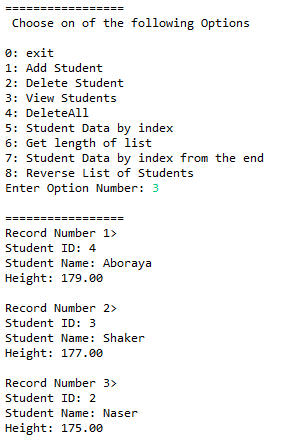 =================
Choose on of the following Options
0: exit
1: Add Student
2: Delete Student
3: View Students
4: DeleteAll
5: Student Data by index
6: Get length of list
7: Student Data by index from the end
8: Reverse List of Students
Enter Option Number: 3
=================
Record Number 1>
Student ID: 4
Student Name: Aboraya
Height: 179.00
Record Number 2>
Student ID: 3
Student Name: Shaker
Height: 177.00
Record Number 3>
Student ID: 2
Student Name: Naser
Height: 175.00